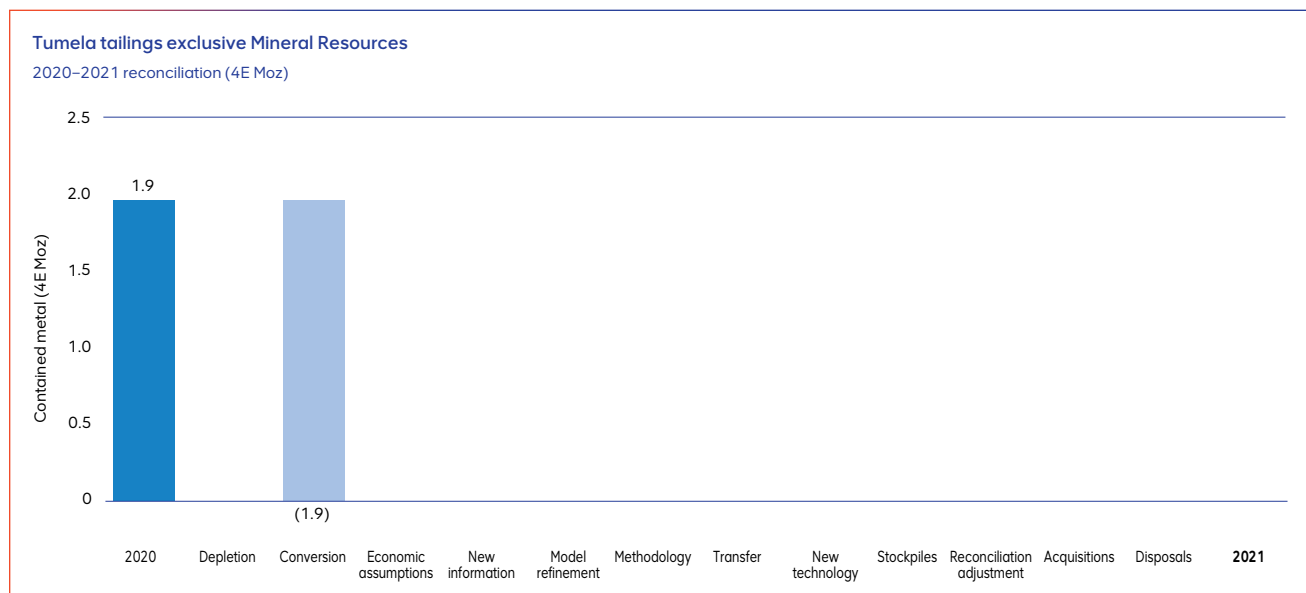 Tumela tailings exclusive Mineral Resources
2020–2021 reconciliation (4E Moz)
Contained metal (4E Moz)
2.5
2.0
1.5
1.0
0.5
0
1.9
(1.9)
2020
Depletion
Conversion
Economic
assumptions
New
information
Model
refinement
Methodology
Transfer
New
technology
Stockpiles
Reconciliation
adjustment
Acquisitions
Disposals
2021